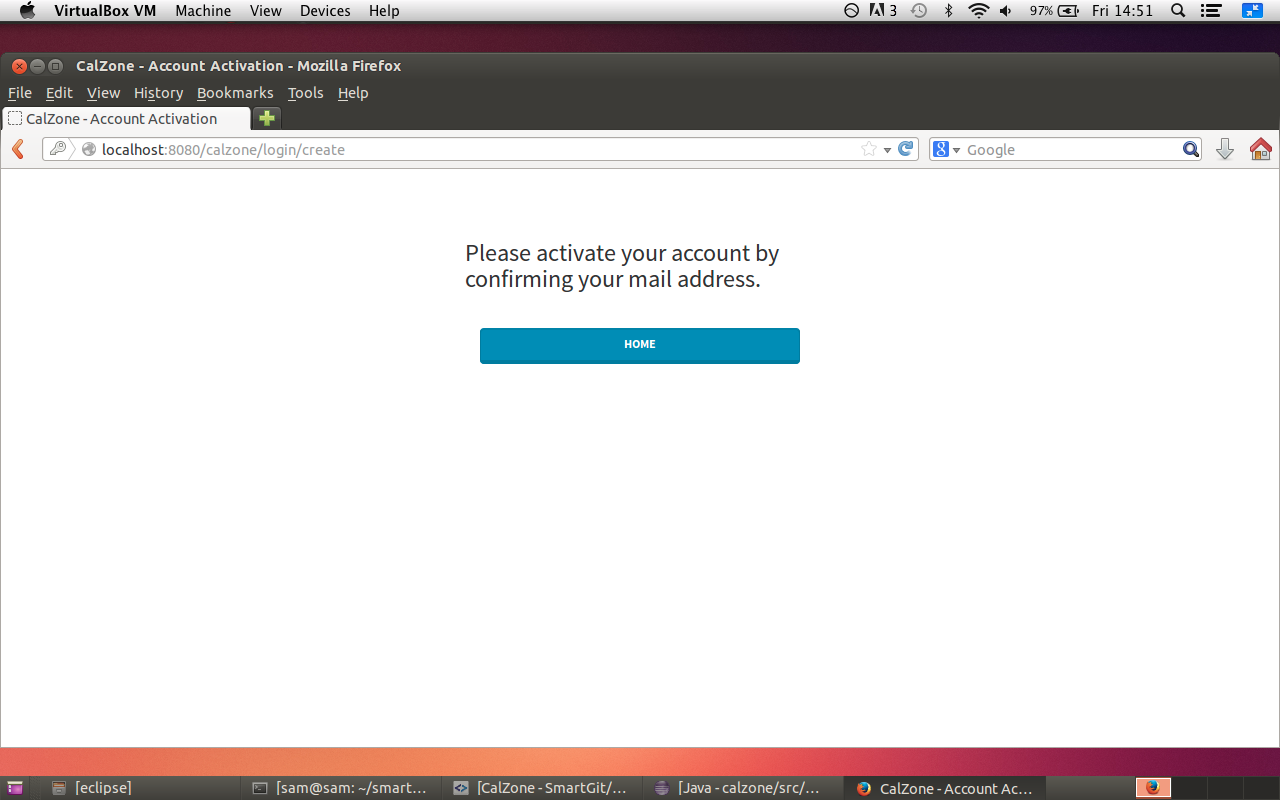 VirtualBox VM Machine View Devices Help 3 97% Fri 14:51
CalZone - Account Activation - Mozilla Firefox
File Edit View History Bookmarks Tools Help
CalZone - Account Activation
localhost:8080/calzone/login/create Google
Please activate your account by
confirming your mail address.
HOME
[eclipse] [sam@sam: ~/smart... [CalZone - SmartGit/... [Java - calzone/src/... CalZone - Account Ac...